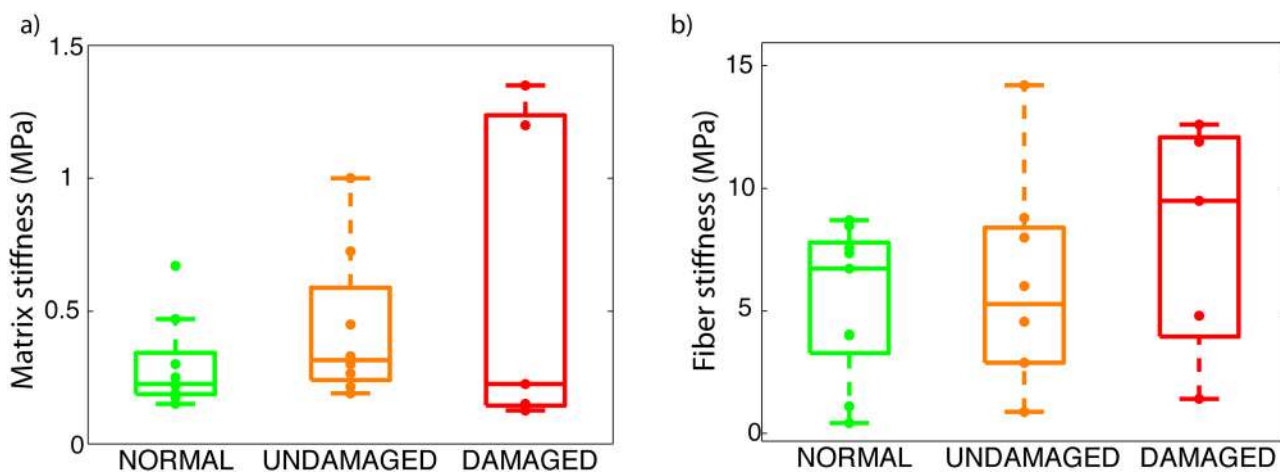 a)
Matrix stiffness (MPa)
1.5
1
0.5
0
NORMAL UNDAMAGED DAMAGED
b)
Fiber stiffness (MPa)
15
10
5
0
NORMAL UNDAMAGED DAMAGED